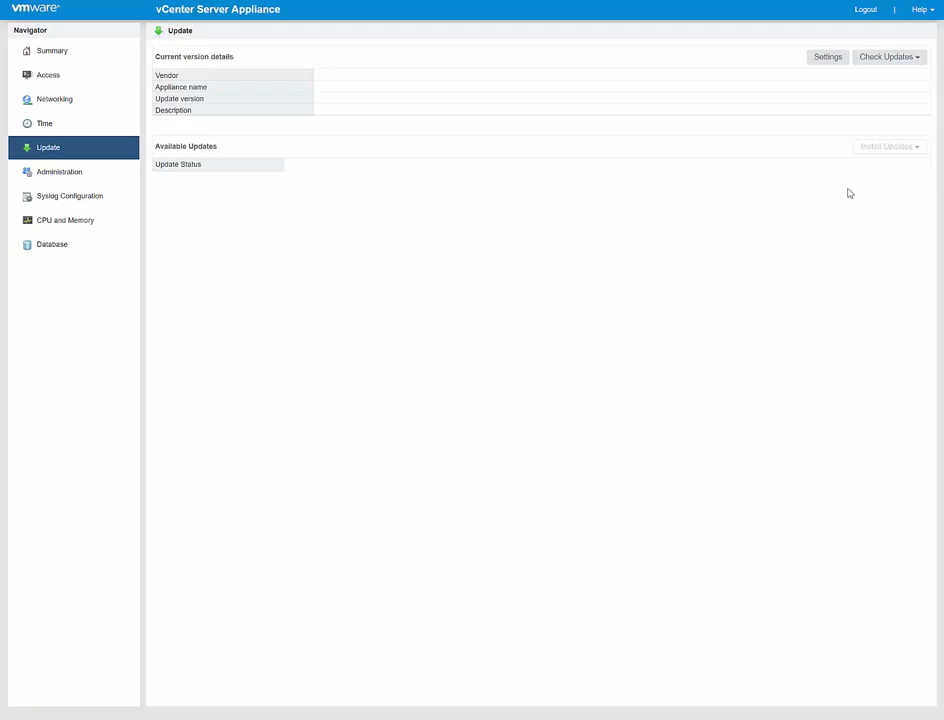 vmware
vCenter Server Appliance
Logout | Help
Navigator
Summary
Access
Networking
Time
Update
Administration
Syslog Configuration
CPU and Memory
Database
Update
Current version details
Settings
Check Updates
Vendor
Appliance name
Update version
Description
Available Updates
Install Updates
Update Status